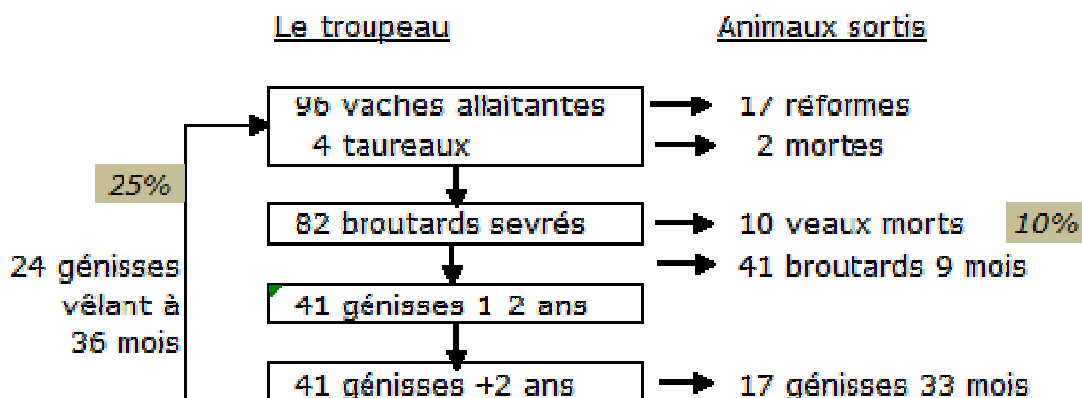 Le troupeau
Animaux sortis
96 vaches allaitantes
17 réformes
4 taureaux
2 mortes
25%
82 broutards sevrés
10 veaux morts
10%
41 broutards 9 mois
24 génisses
vêlant à
36 mois
41 génisses 1 2 ans
41 génisses +2 ans
17 génisses 33 mois